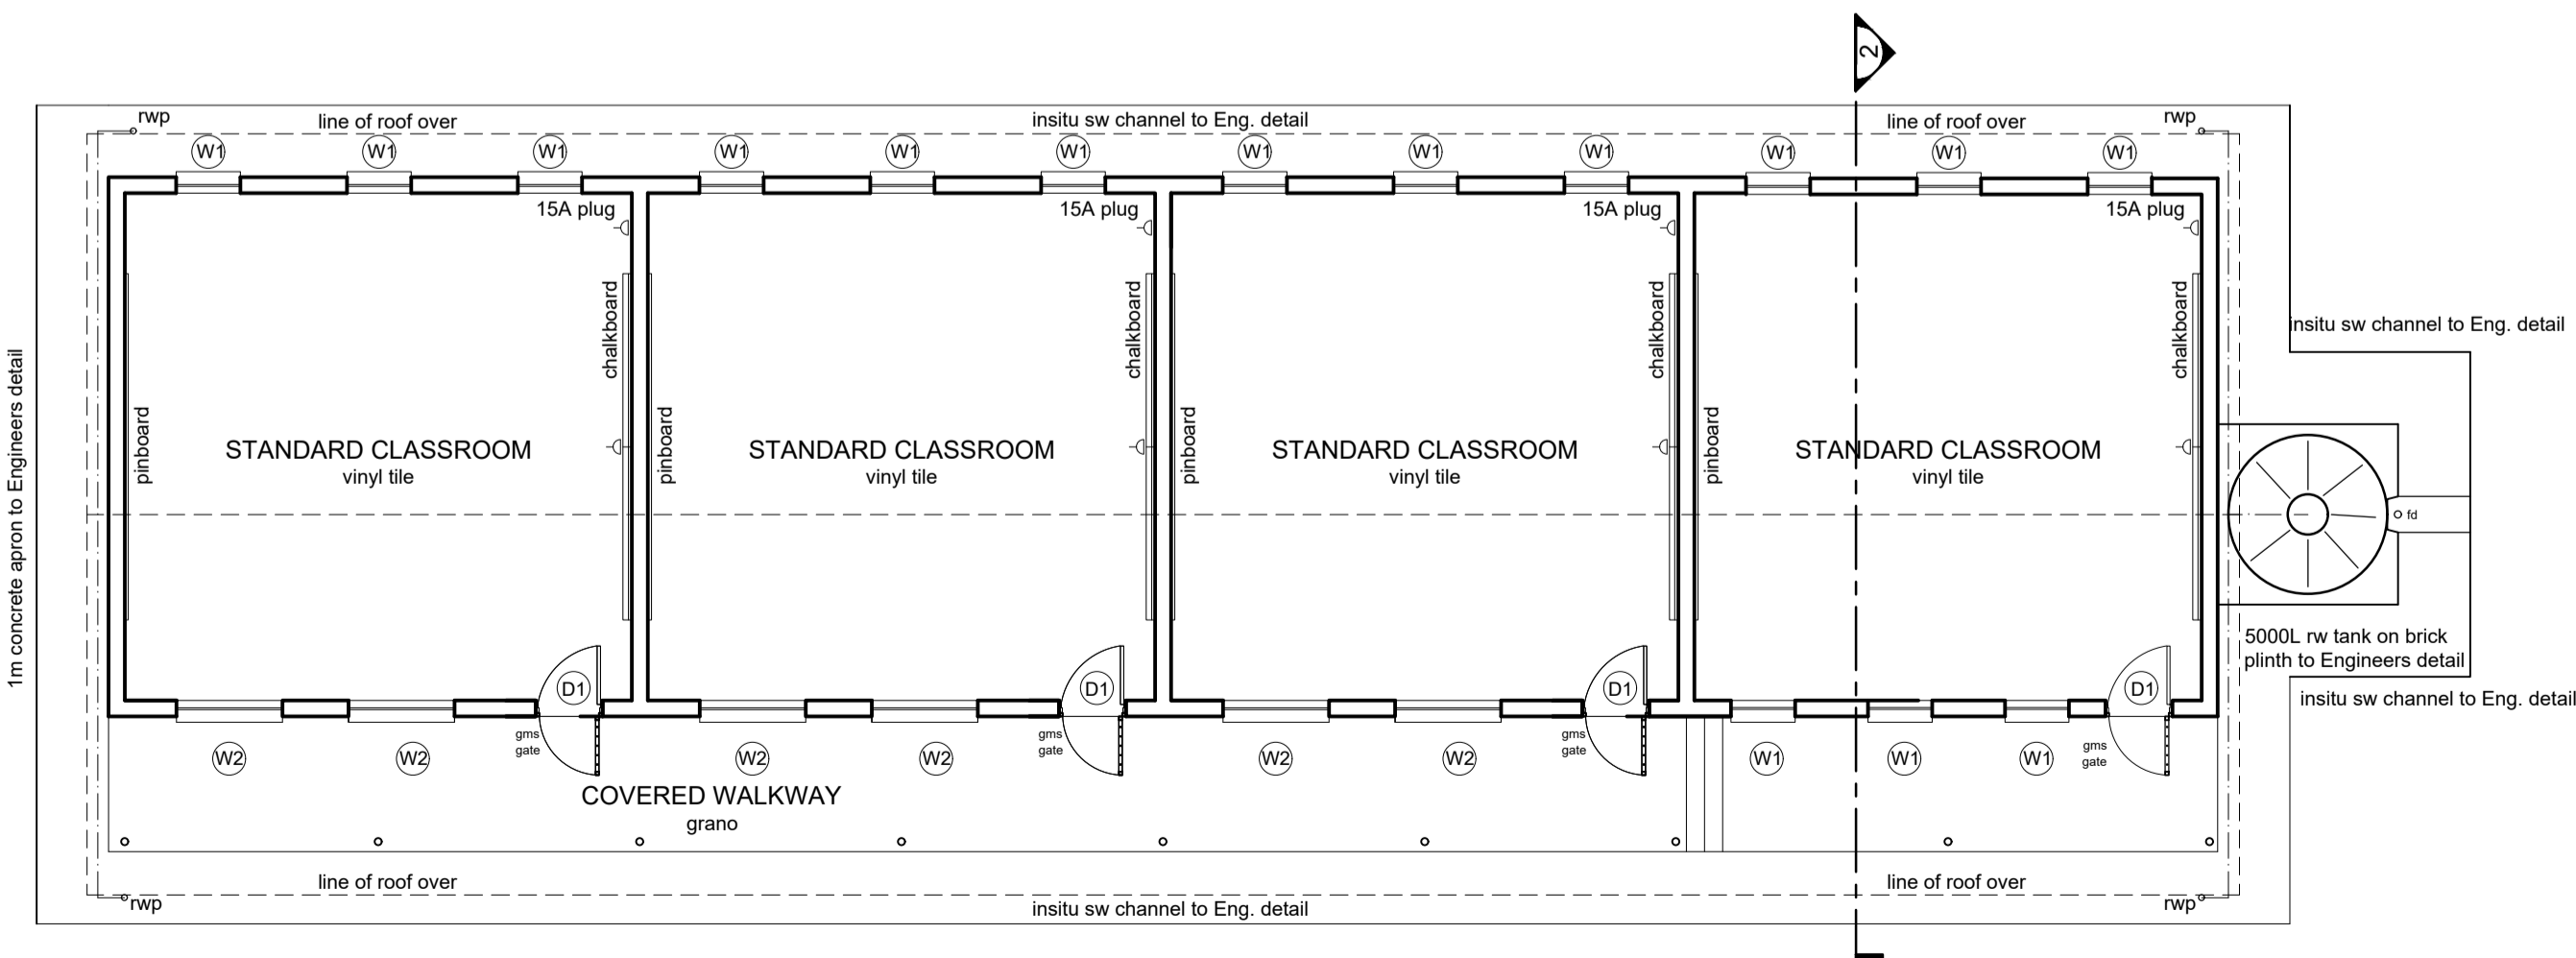 2
rwp
line of roof over
insitu sw channel to Eng. detail
line of roof over
rwp
W1
W1
W1
W1
W1
W1
W1
W1
W1
W1
W1
W1
15A plug
15A plug
15A plug
15A plug
1m concrete apron to Engineers detail
pinboard
chalkboard
pinboard
chalkboard
pinboard
chalkboard
pinboard
chalkboard
insitu sw channel to Eng. detail
STANDARD CLASSROOM
vinyl tile
STANDARD CLASSROOM
vinyl tile
STANDARD CLASSROOM
vinyl tile
STANDARD CLASSROOM
vinyl tile
fd
5000L rw tank on brick
plinth to Engineers detail
insitu sw channel to Eng. detail
D1
D1
D1
D1
gms
gate
gms
gate
gms
gate
gms
gate
W2
W2
W2
W2
W2
W2
W1
W1
W1
COVERED WALKWAY
grano
line of roof over
line of roof over
rwp
insitu sw channel to Eng. detail
rwp